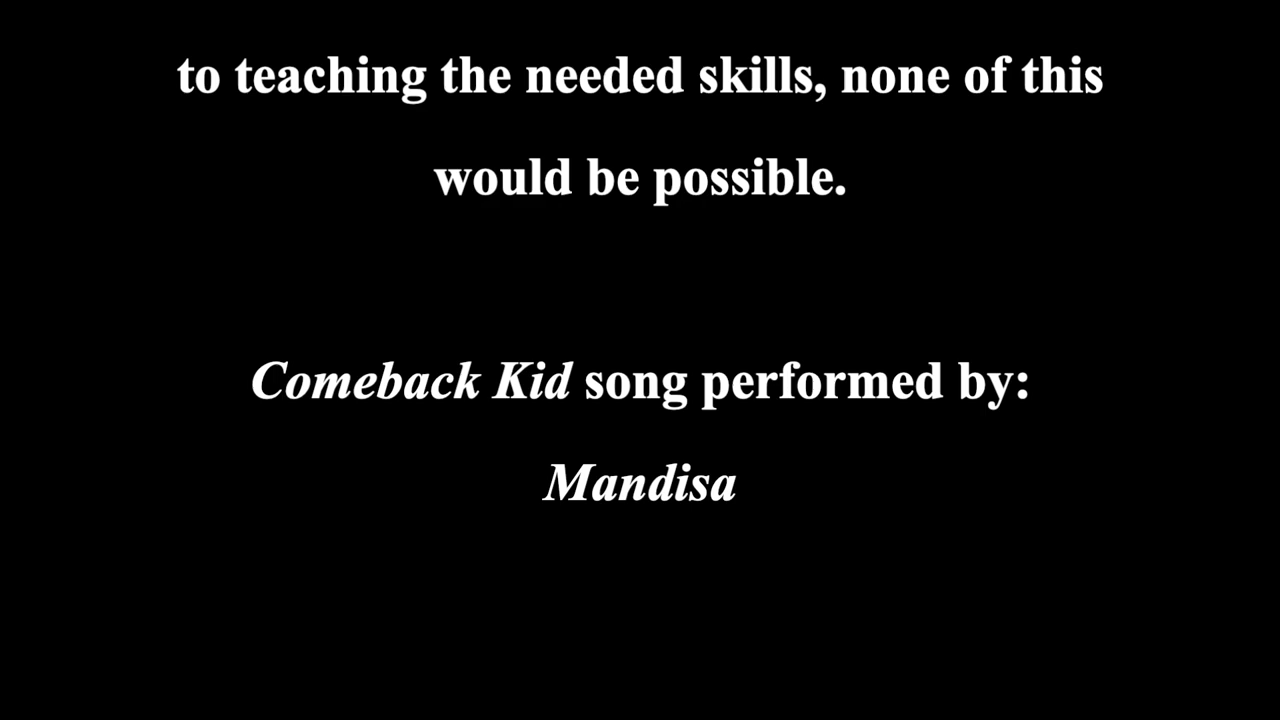 to teaching the needed skills, none of this
would be possible.
Comeback Kid song performed by:
Mandisa